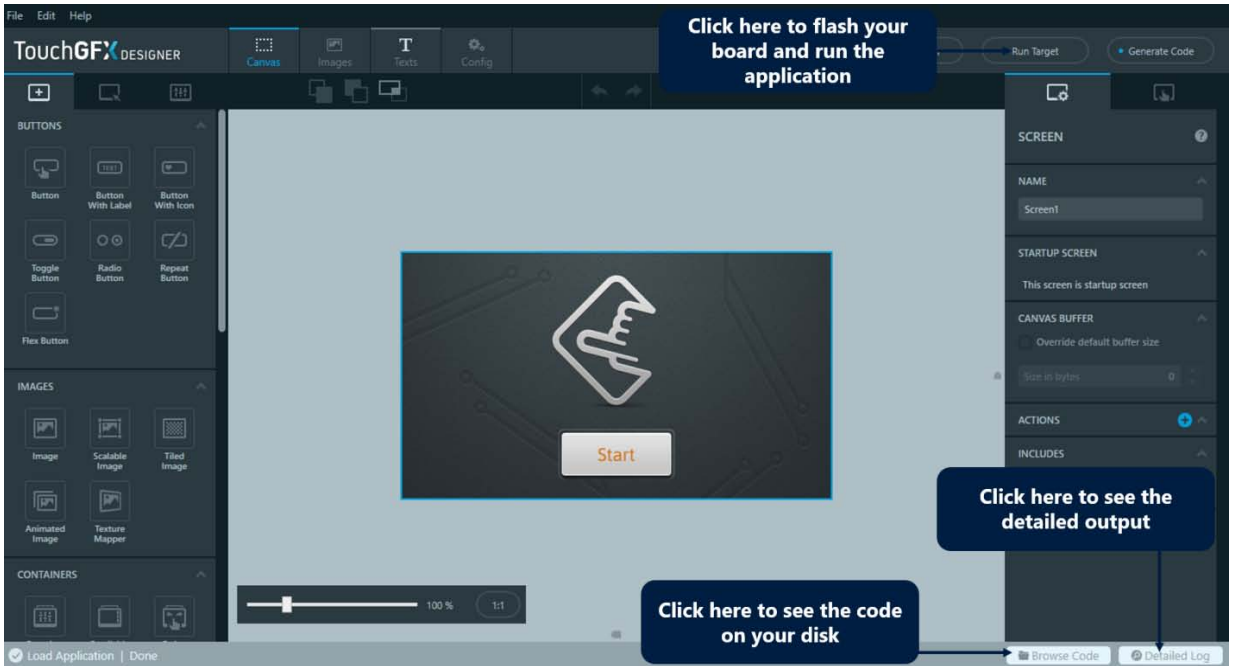 File Edit Help
TouchGFX DESIGNER
Canvas
Images
Texts
Config
Click here to flash your
board and run the
application
Run Target
Generate Code
BUTTONS
Button
Button
With Label
TEXT
Button
With Icon
Toggle
Button
Radio
Button
Repeat
Button
Flex Button
IMAGES
Image
Scalable
Image
Tiled
Image
Animated
Image
Texture
Mapper
CONTAINERS
Start
100 %
1:1
SCREEN
NAME
Screen1
STARTUP SCREEN
This screen is startup screen
CANVAS BUFFER
Override default buffer size
Size in bytes 0
ACTIONS
INCLUDES
Click here to see the
detailed output
Click here to see the code
on your disk
Load Application | Done
Browse Code
Detailed Log